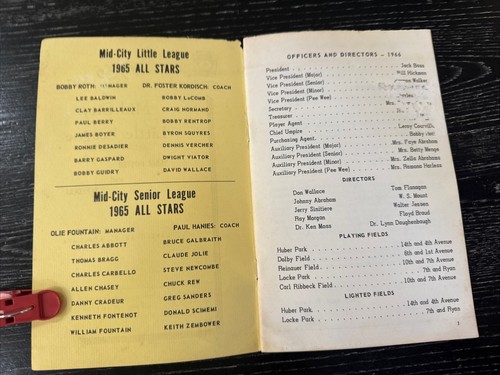 Mid-City Little League
1965 ALL STARS
BOBBY ROTH: MANAGER DR. FOSTER KORDISCH: COACH
LEE BALDWIN BOBBY LaCOMB
CLAY BARRILLEAUX CRAIG NORMAND
PAUL BERRY BOBBY RENTROP
JAMES BOYER BYRON SQUYRES
RONNIE DESADIER DENNIS VERCHER
BARRY GASPARD DWIGHT VIATOR
BOBBY GUIDRY DAVID WALLACE
Mid-City Senior League
1965 ALL STARS
OLIE FOUNTAIN: MANAGER PAUL HANIES: COACH
CHARLES ABBOTT BRUCE GALBRAITH
THOMAS BRAGG CLAUDE JOLIE
CHARLES CARBELLO STEVE NEWCOMBE
ALLEN CHASEY CHUCK REW
DANNY CRADEUR GREG SANDERS
KENNETH FONTENOT DONALD SCIMEMI
WILLIAM FOUNTAIN KEITH ZEMBOWER
OFFICERS AND DIRECTORS - 1966
President Jack Bass
Vice President (Major) Will Hickman
Vice President (Senior) Walker
Vice President (Minor)
Vice President (Pee Wee)
Secretary Mrs.
Treasurer
Player Agent
Chief Umpire Lanny
Purchasing Agent Bobby Hart
Auxiliary President (Major) Mrs. Faye Abraham
Auxiliary President (Senior) Mrs. Betty
Auxiliary President (Minor) Mrs. Della Abrahams
Auxiliary President (Pee Wee) Mrs. Ramona Harless
DIRECTORS
Don Wallace Tom Flanagan
Johnny Abraham W. S. Mount
Jerry Sinitiere Walter Jensen
Roy Morgan Floyd Broud
Dr. Ken Moss Dr. Lynn Daughenbaugh
PLAYING FIELDS
Huber Park 14th and 4th Avenue
Dolby Field 6th and 1st Avenue
Reinauer Field 10th and 7th Avenue
Locke Park 7th and Ryan
Carl Ribbeck Field 10th and 7th Avenue
LIGHTED FIELDS
Huber Park 14th and 4th Avenue
Locke Park 7th and Ryan